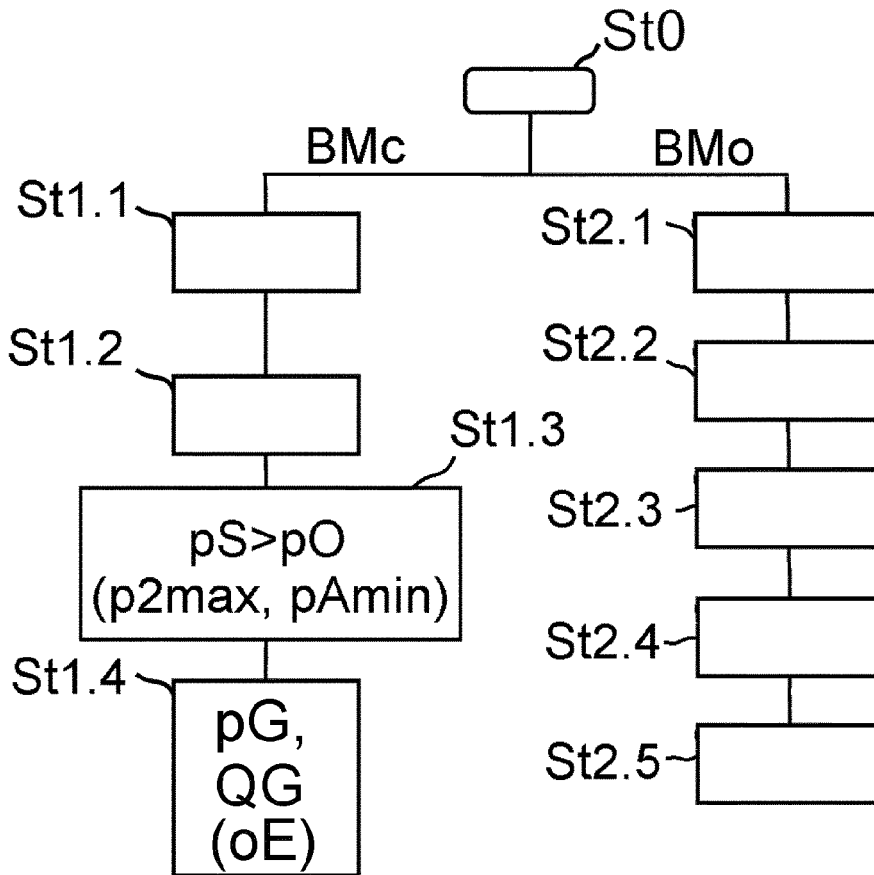 St0
BMc
BMo
St1.1
St2.1
St1.2
St2.2
St1.3
pS>pO
(p2max, pAmin)
St2.3
St1.4
pG,
QG
(oE)
St2.4
St2.5